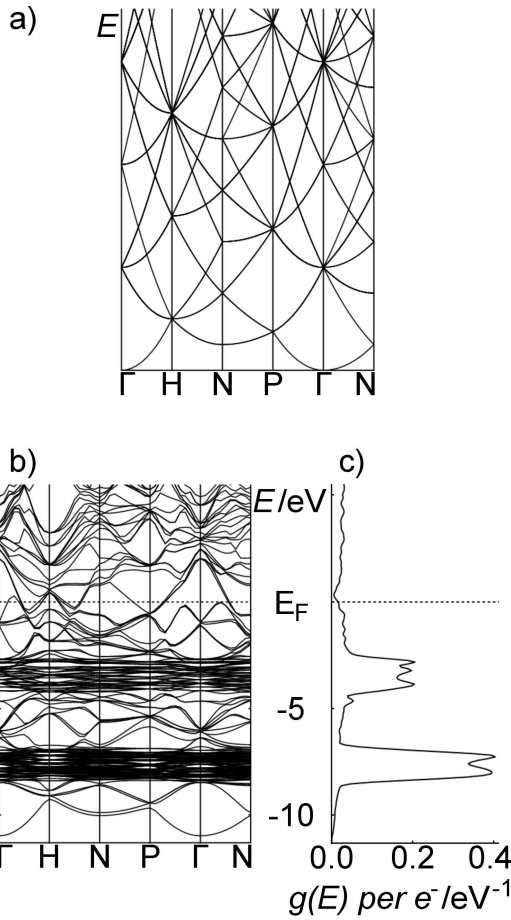 a)
E
Γ H N P Γ N
b) c)
E/eV
E_F
-5
-10
Γ H N P Γ N
0.0 0.2 0.4
g(E) per e⁻/eV⁻¹